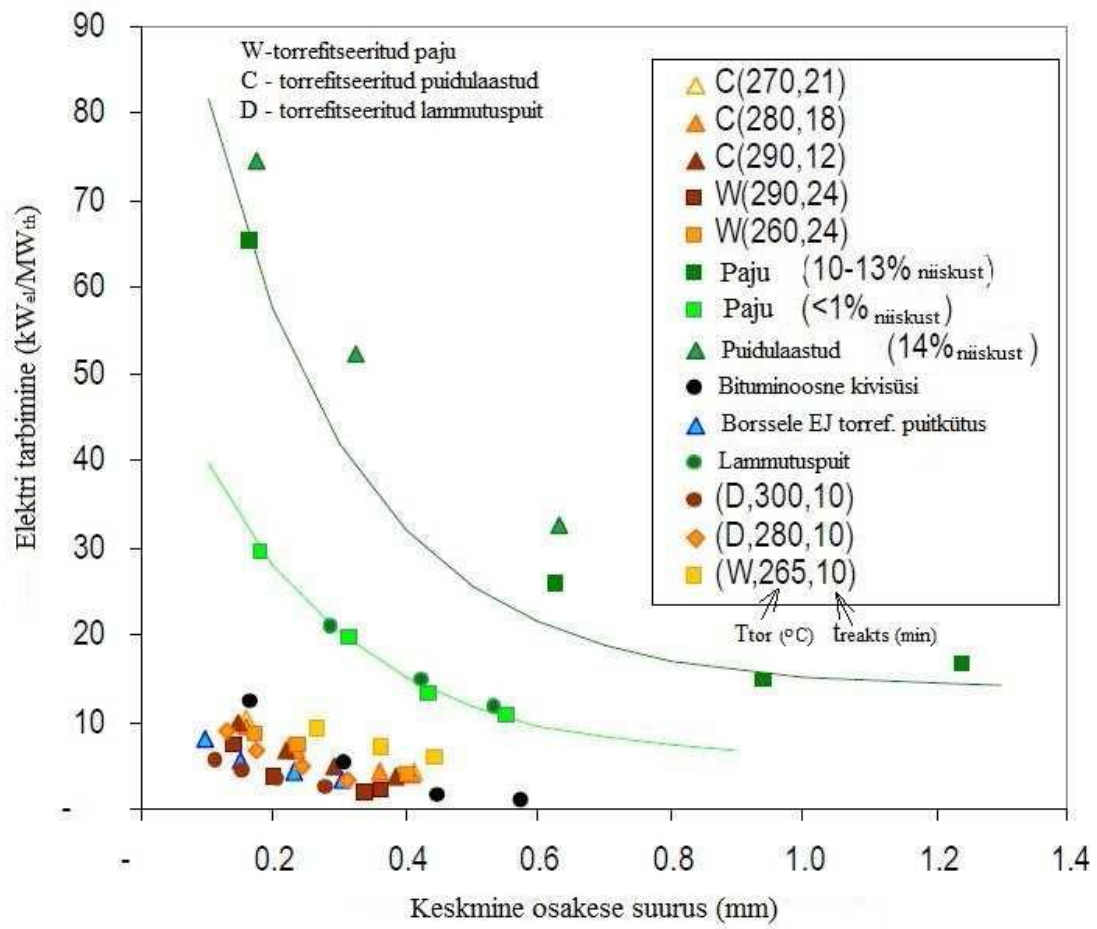 90
80
70
60
50
40
30
20
10
-
Elektri tarbimine (kWel/MWth)
W-torrefitseeritud paju
C - torrefitseeritud puidulaastud
D - torrefitseeritud lammutuspuit
C(270,21)
C(280,18)
C(290,12)
W(290,24)
W(260,24)
Paju (10-13% niiskust)
Paju (<1% niiskust)
Puidulaastud (14% niiskust)
Bituminoosne kivisüsi
Borssele EJ torref. puitkütus
Lammutuspuit
(D,300,10)
(D,280,10)
(W,265,10)
Ttor (°C) treakts (min)
- 0.2 0.4 0.6 0.8 1.0 1.2 1.4
Keskmine osakese suurus (mm)